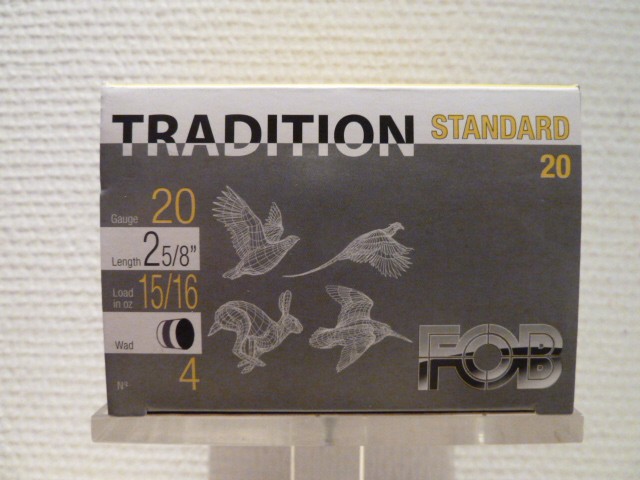 TRADITION STANDARD
20
Gauge 20
Length 2 5/8"
Load in oz 15/16
Wad
N° 4
FOB